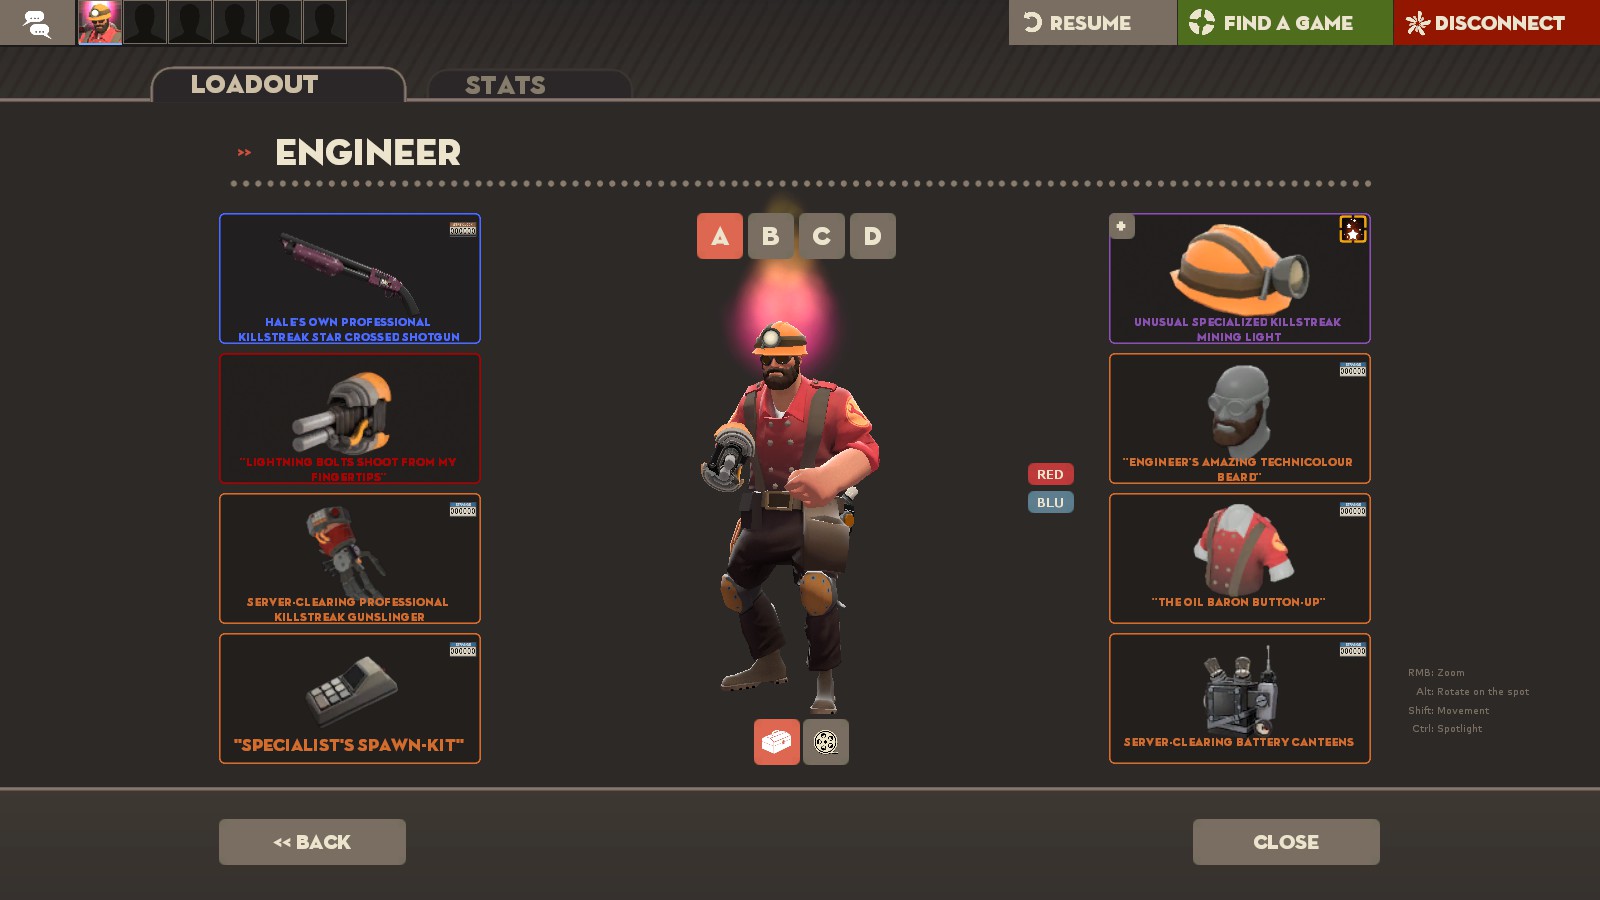 RESUME
FIND A GAME
DISCONNECT
LOADOUT
STATS
>> ENGINEER
A B C D
HALE'S OWN PROFESSIONAL
KILLSTREAK STAR CROSSED SHOTGUN
"LIGHTNING BOLTS SHOOT FROM MY
FINGERTIPS"
SERVER-CLEARING PROFESSIONAL
KILLSTREAK GUNSLINGER
"SPECIALIST'S SPAWN-KIT"
RED
BLU
+
UNUSUAL SPECIALIZED KILLSTREAK
MINING LIGHT
"ENGINEER'S AMAZING TECHNICOLOUR
BEARD"
"THE OIL BARON BUTTON-UP"
SERVER-CLEARING BATTERY CANTEENS
RMB: Zoom
Alt: Rotate on the spot
Shift: Movement
Ctrl: Spotlight
<< BACK
CLOSE